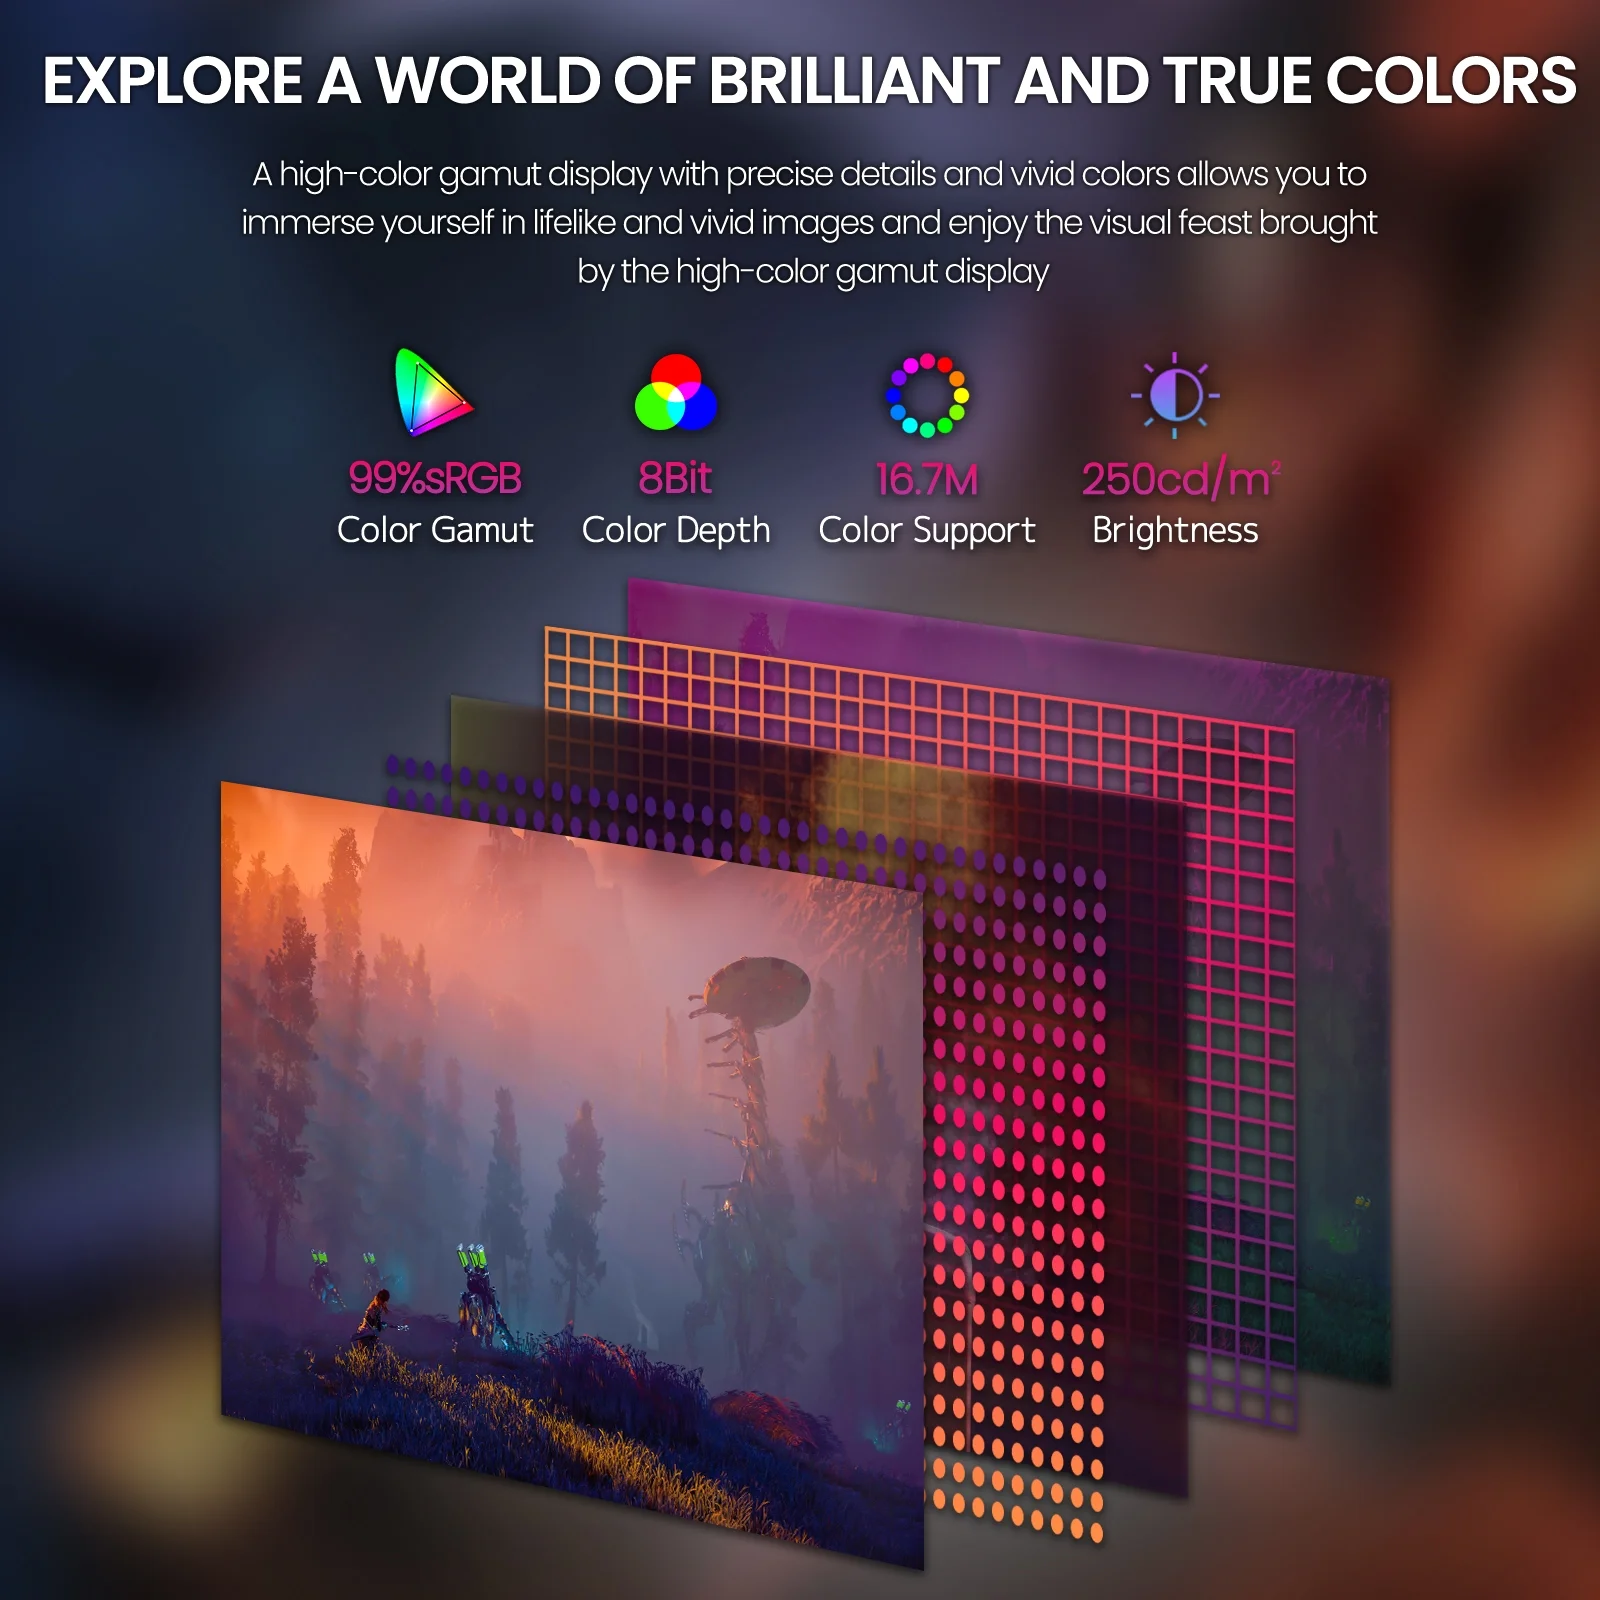 EXPLORE A WORLD OF BRILLIANT AND TRUE COLORS
A high-color gamut display with precise details and vivid colors allows you to
immerse yourself in lifelike and vivid images and enjoy the visual feast brought
by the high-color gamut display
99%sRGB
Color Gamut
8Bit
Color Depth
16.7M
Color Support
250cd/m²
Brightness